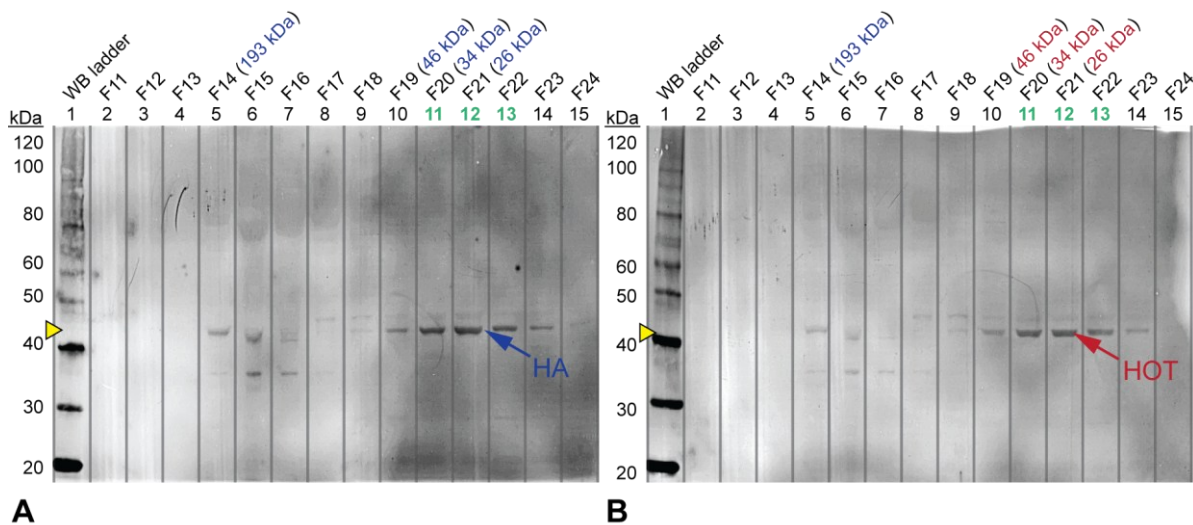 WB ladder
F11
F12
F13
F14 (193 kDa)
F15
F16
F17
F18
F19 (46 kDa)
F20 (34 kDa)
F21 (26 kDa)
F22
F23
F24
kDa 1 2 3 4 5 6 7 8 9 10 11 12 13 14 15
120
100
80
60
50
40
30
20
HA
A
WB ladder
F11
F12
F13
F14 (193 kDa)
F15
F16
F17
F18
F19 (46 kDa)
F20 (34 kDa)
F21 (26 kDa)
F22
F23
F24
kDa 1 2 3 4 5 6 7 8 9 10 11 12 13 14 15
120
100
80
60
50
40
30
20
HOT
B